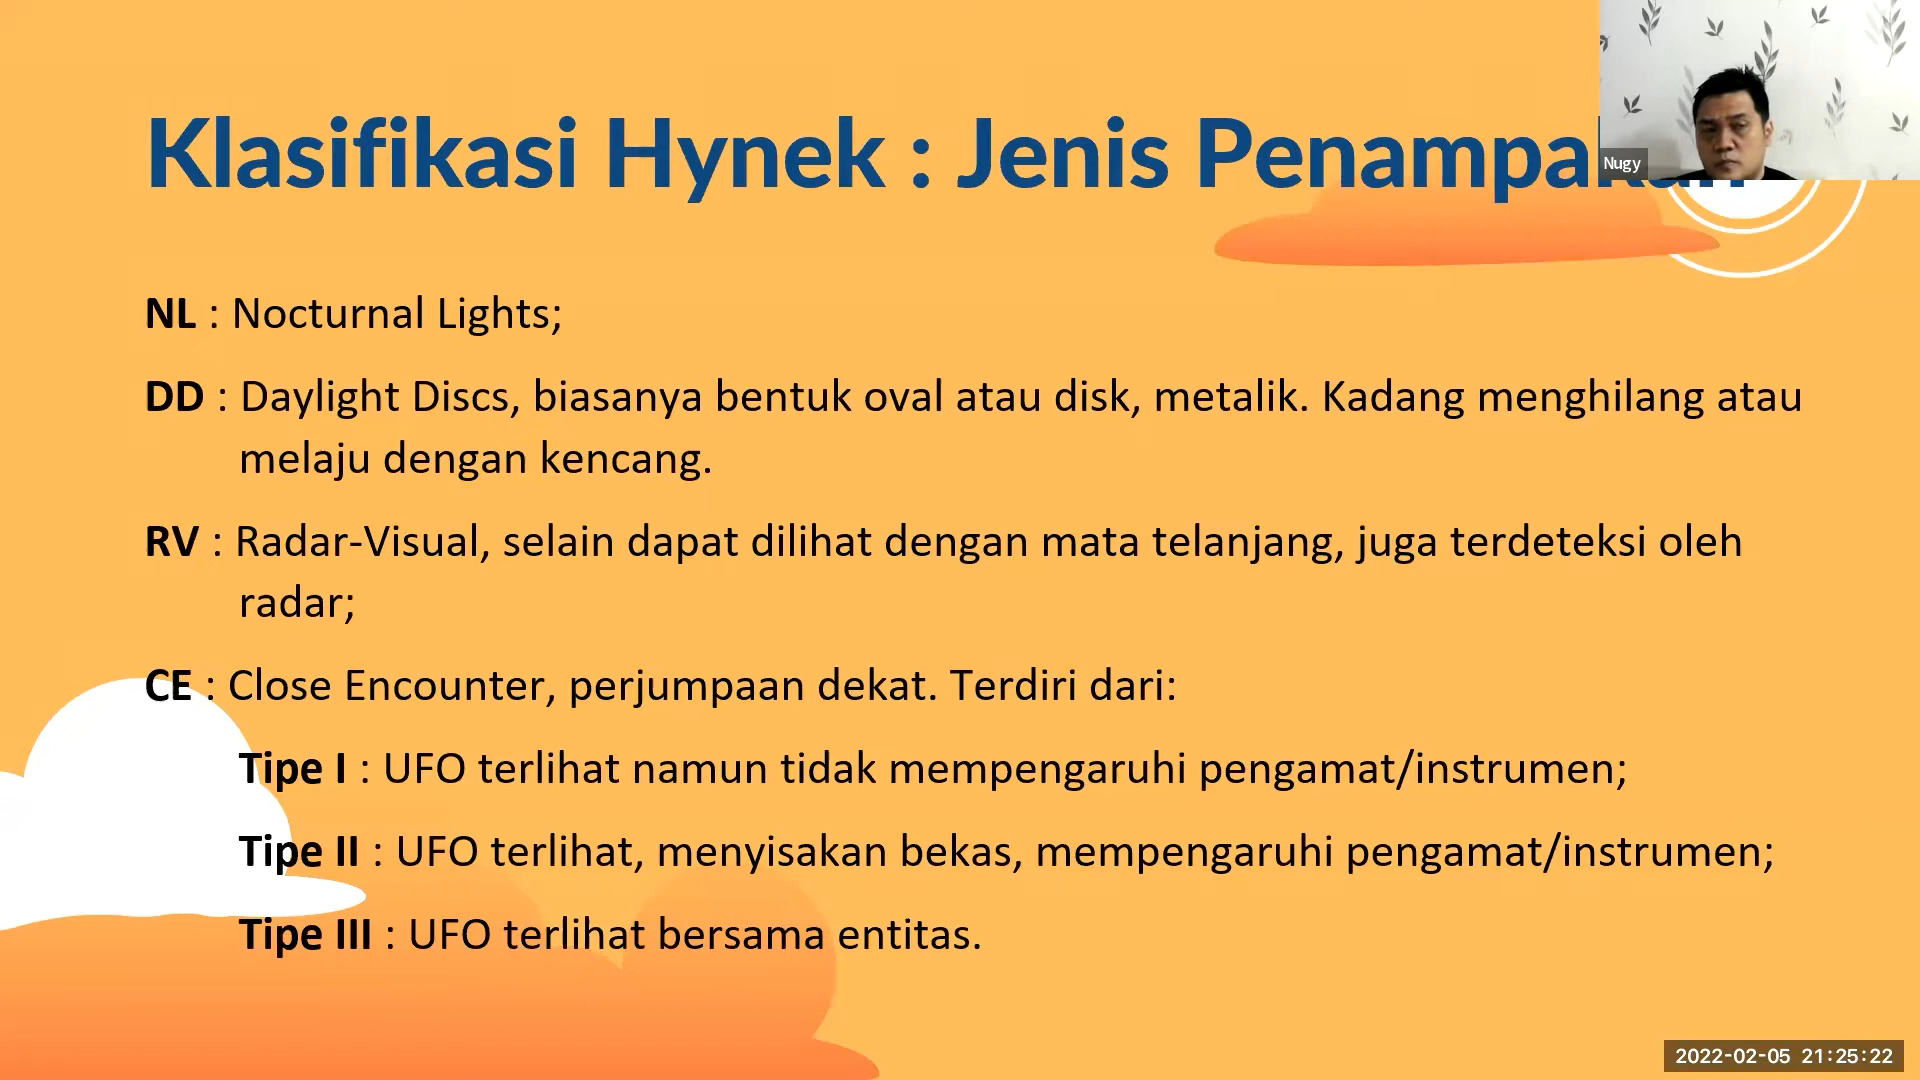 Klasifikasi Hynek : Jenis Penampakan
Nugy
NL : Nocturnal Lights;
DD : Daylight Discs, biasanya bentuk oval atau disk, metalik. Kadang menghilang atau
melaju dengan kencang.
RV : Radar-Visual, selain dapat dilihat dengan mata telanjang, juga terdeteksi oleh
radar;
CE : Close Encounter, perjumpaan dekat. Terdiri dari:
Tipe I : UFO terlihat namun tidak mempengaruhi pengamat/instrumen;
Tipe II : UFO terlihat, menyisakan bekas, mempengaruhi pengamat/instrumen;
Tipe III : UFO terlihat bersama entitas.
2022-02-05 21:25:22